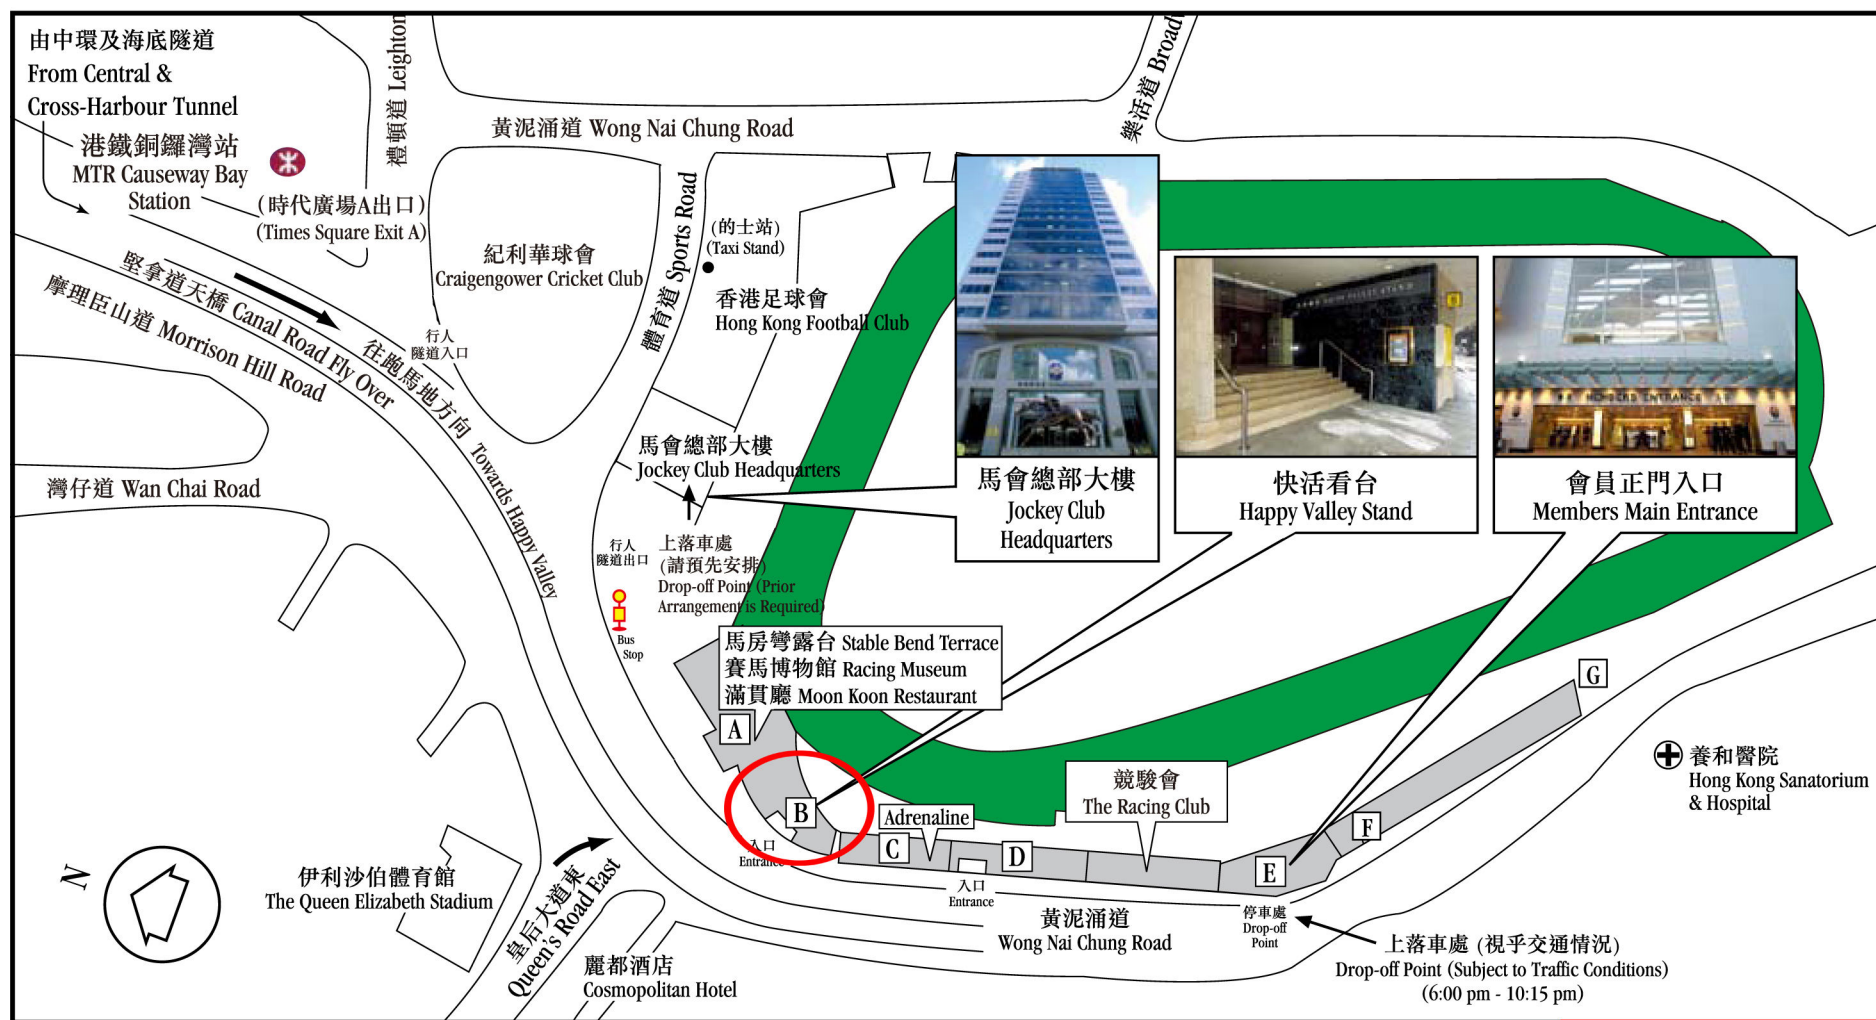 由中環及海底隧道
From Central &
Cross-Harbour Tunnel
港鐵銅鑼灣站
MTR Causeway Bay
Station
(時代廣場A出口)
(Times Square Exit A)
禮頓道 Leighton
黃泥涌道 Wong Nai Chung Road
樂活道 Broad
堅拿道天橋 Canal Road Fly Over
摩理臣山道 Morrison Hill Road
往跑馬地方向 Towards Happy Valley
行人
隧道入口
紀利華球會
Craigengower Cricket Club
體育道 Sports Road
(的士站)
(Taxi Stand)
香港足球會
Hong Kong Football Club
馬會總部大樓
Jockey Club Headquarters
馬會總部大樓
Jockey Club
Headquarters
快活看台
Happy Valley Stand
MEMBERS ENTRANCE
會員正門入口
Members Main Entrance
灣仔道 Wan Chai Road
行人
隧道出口
上落車處
(請預先安排)
Drop-off Point (Prior
Arrangement is Required)
Bus
Stop
馬房彎露台 Stable Bend Terrace
賽馬博物館 Racing Museum
滿貫廳 Moon Koon Restaurant
A
B
C
D
E
F
G
Adrenaline
競駿會
The Racing Club
入口
Entrance
入口
Entrance
養和醫院
Hong Kong Sanatorium
& Hospital
N
伊利沙伯體育館
The Queen Elizabeth Stadium
皇后大道東
Queen's Road East
麗都酒店
Cosmopolitan Hotel
黃泥涌道
Wong Nai Chung Road
停車處
Drop-off
Point
上落車處 (視乎交通情況)
Drop-off Point (Subject to Traffic Conditions)
(6:00 pm - 10:15 pm)